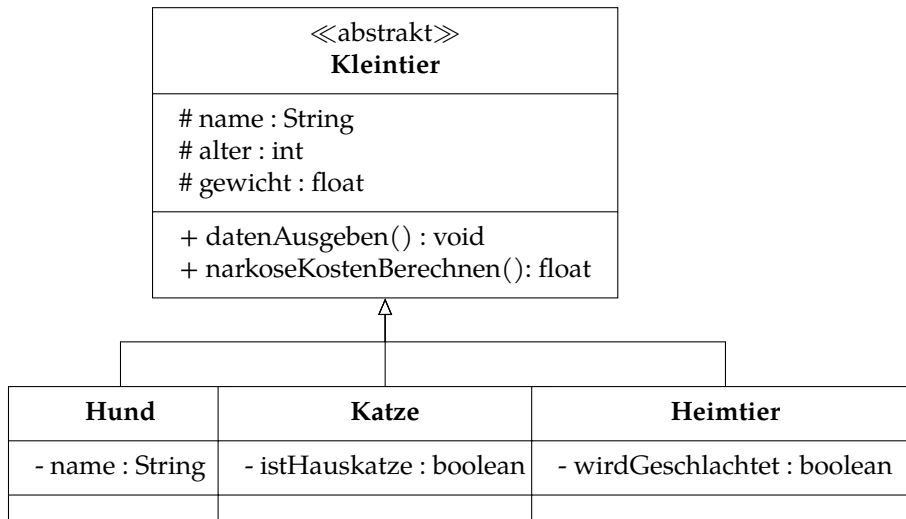 ≪abstrakt≫
Kleintier
# name : String
# alter : int
# gewicht : float
+ datenAusgeben() : void
+ narkoseKostenBerechnen(): float
Hund
- name : String
Katze
- istHauskatze : boolean
Heimtier
- wirdGeschlachtet : boolean